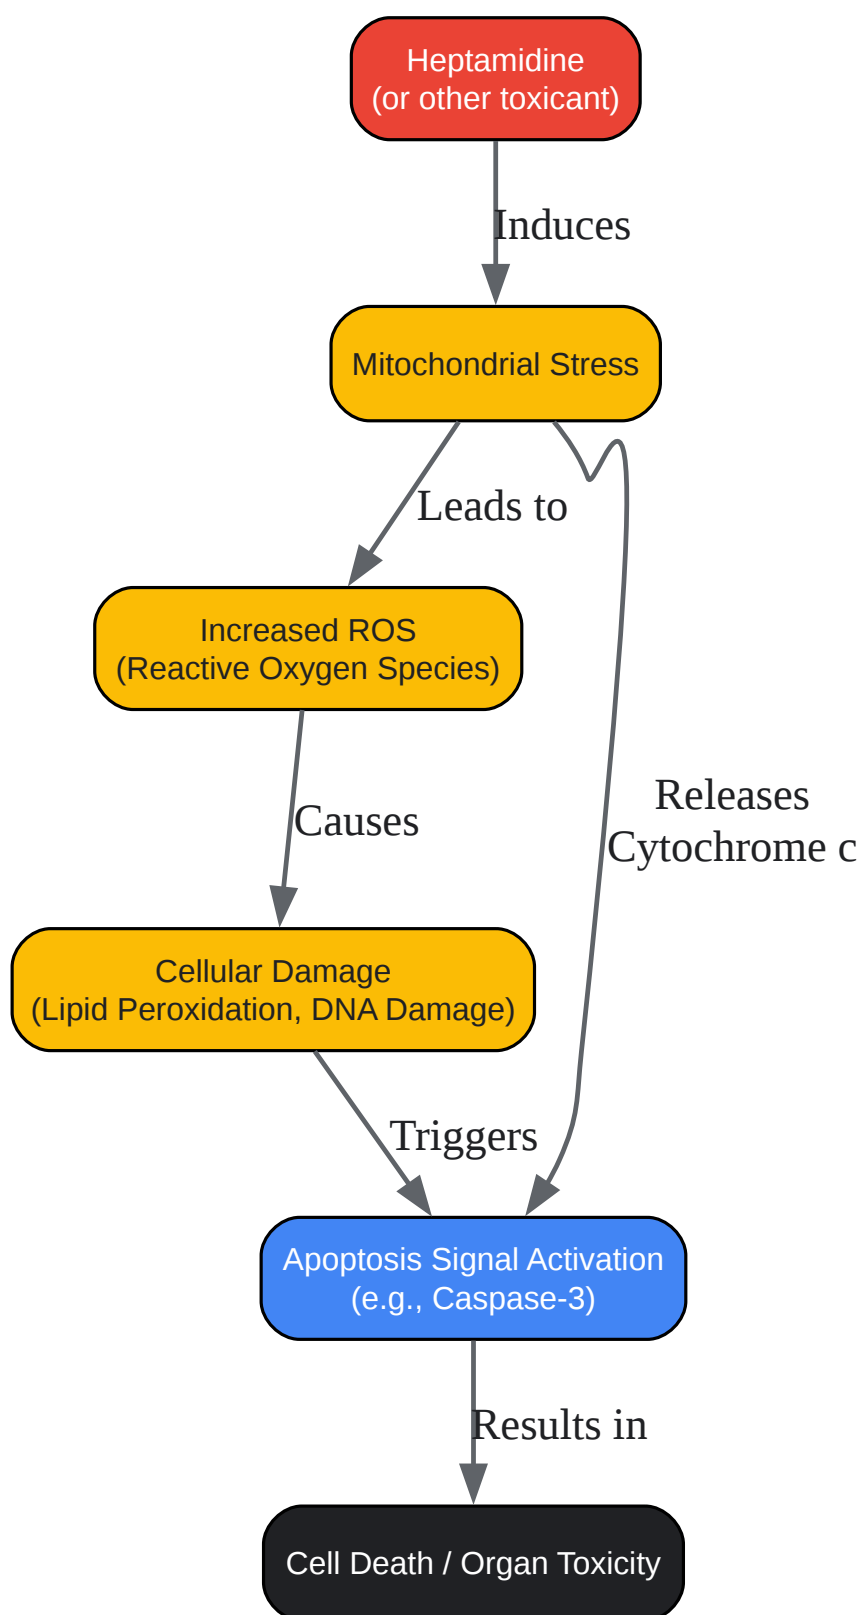 Heptamidine
(or other toxicant)
Induces
Mitochondrial Stress
Leads to
Increased ROS
(Reactive Oxygen Species)
Releases
Cytochrome c
Causes
Cellular Damage
(Lipid Peroxidation, DNA Damage)
Triggers
Apoptosis Signal Activation
(e.g., Caspase-3)
Results in
Cell Death / Organ Toxicity